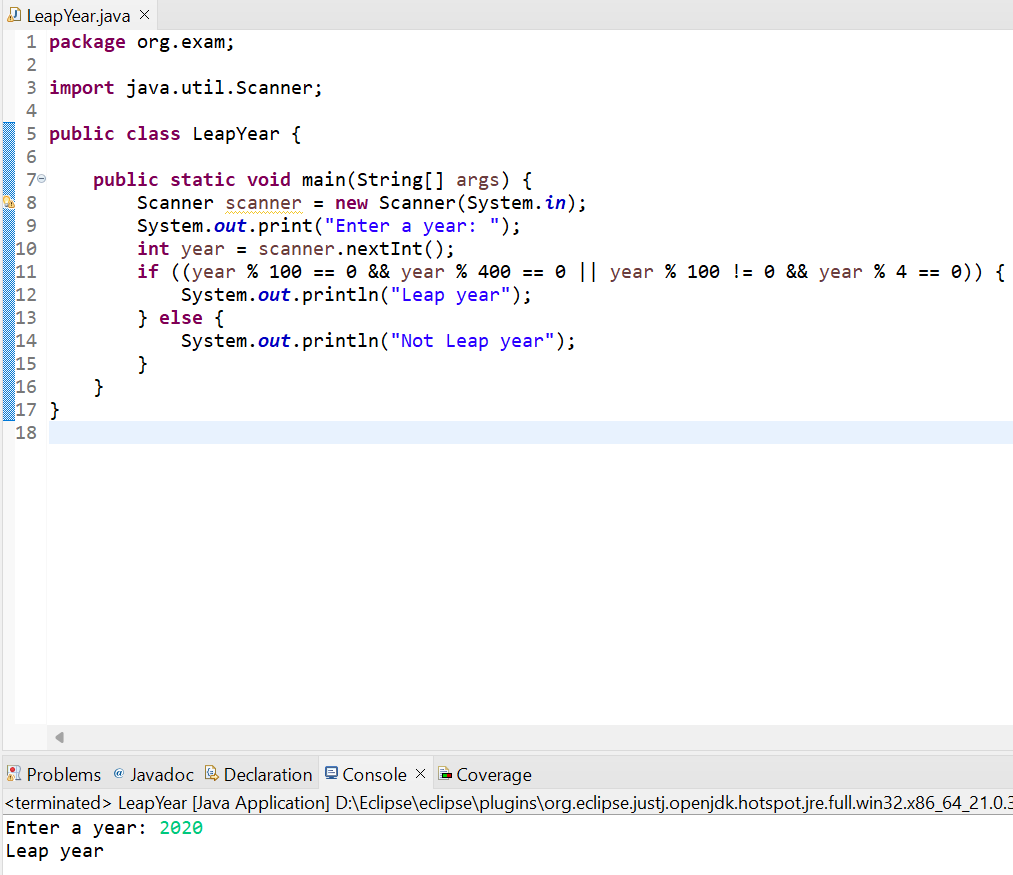 LeapYear.java
1 package org.exam;
2
3 import java.util.Scanner;
4
5 public class LeapYear {
6
7     public static void main(String[] args) {
8         Scanner scanner = new Scanner(System.in);
9         System.out.print("Enter a year: ");
10         int year = scanner.nextInt();
11         if ((year % 100 == 0 && year % 400 == 0 || year % 100 != 0 && year % 4 == 0)) {
12             System.out.println("Leap year");
13         } else {
14             System.out.println("Not Leap year");
15         }
16     }
17 }
18
Problems @ Javadoc Declaration Console Coverage
<terminated> LeapYear [Java Application] D:\Eclipse\eclipse\plugins\org.eclipse.justj.openjdk.hotspot.jre.full.win32.x86_64_21.0.3
Enter a year: 2020
Leap year